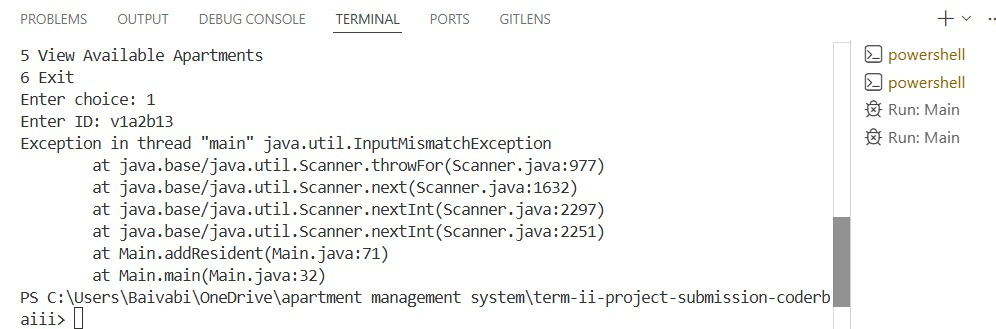 PROBLEMS OUTPUT DEBUG CONSOLE TERMINAL PORTS GITLENS
5 View Available Apartments
6 Exit
Enter choice: 1
Enter ID: v1a2b13
Exception in thread "main" java.util.InputMismatchException
        at java.base/java.util.Scanner.throwFor(Scanner.java:977)
        at java.base/java.util.Scanner.next(Scanner.java:1632)
        at java.base/java.util.Scanner.nextInt(Scanner.java:2297)
        at java.base/java.util.Scanner.nextInt(Scanner.java:2251)
        at Main.addResident(Main.java:71)
        at Main.main(Main.java:32)
PS C:\Users\Baivabi\OneDrive\apartment management system\term-ii-project-submission-coderb
aiii>
powershell
powershell
Run: Main
Run: Main